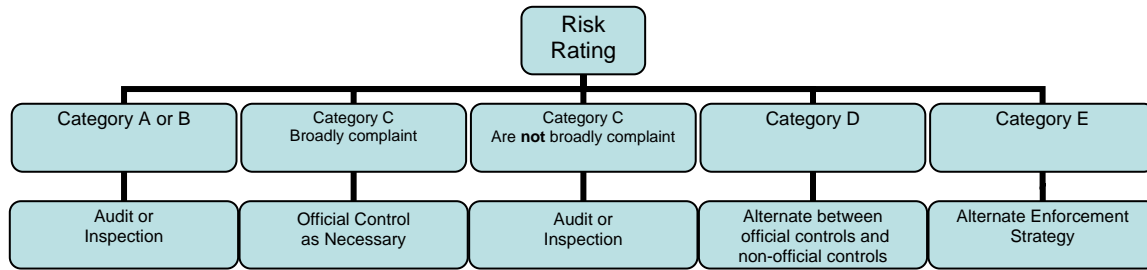 Risk
Rating
Category A or B
Category C
Broadly complaint
Category C
Are not broadly complaint
Category D
Category E
Audit or
Inspection
Official Control
as Necessary
Audit or
Inspection
Alternate between
official controls and
non-official controls
Alternate Enforcement
Strategy